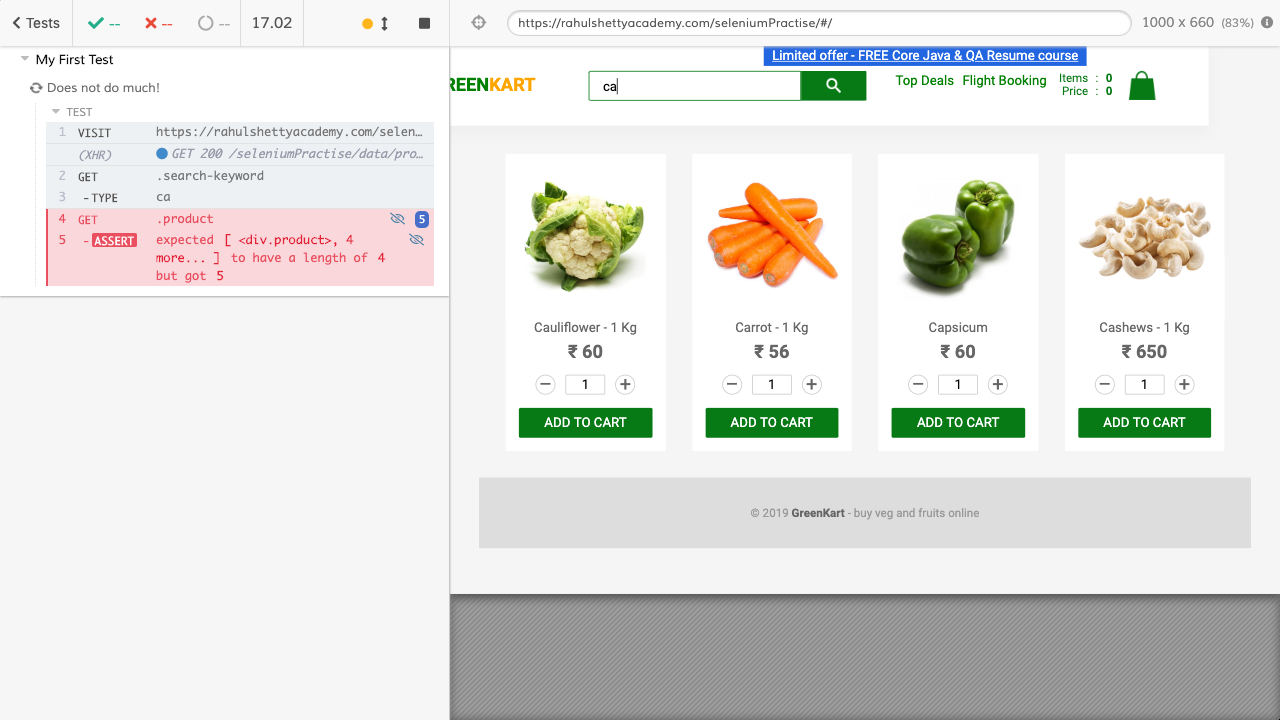 Tests
--
--
--
17.02
https://rahulshettyacademy.com/seleniumPractise/#/
1000 x 660 (83%)
My First Test
Does not do much!
TEST
1 VISIT https://rahulshettyacademy.com/selen...
(XHR) GET 200 /seleniumPractise/data/pro...
2 GET .search-keyword
3 -TYPE ca
4 GET .product 5
5 -ASSERT expected [ <div.product>, 4
more... ] to have a length of 4
but got 5
Limited offer - FREE Core Java & QA Resume course
REENKART
ca
Top Deals Flight Booking
Items : 0
Price : 0
Cauliflower - 1 Kg
₹ 60
1
ADD TO CART
Carrot - 1 Kg
₹ 56
1
ADD TO CART
Capsicum
₹ 60
1
ADD TO CART
Cashews - 1 Kg
₹ 650
1
ADD TO CART
© 2019 GreenKart - buy veg and fruits online